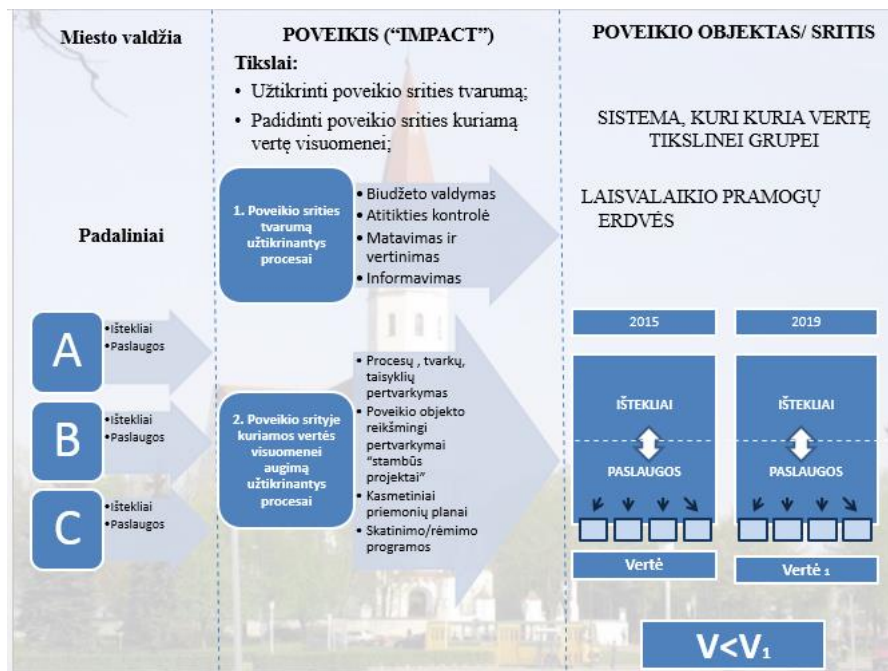 Miesto valdžia
Padaliniai
A
•Ištekliai
•Paslaugos
B
•Ištekliai
•Paslaugos
C
•Ištekliai
•Paslaugos
POVEIKIS (“IMPACT”)
Tikslai:
• Užtikrinti poveikio srities tvarumą;
• Padidinti poveikio srities kuriamą
vertę visuomenei;
1. Poveikio srities
tvarumą
užtikrinantys
procesai
• Biudžeto valdymas
• Atitikties kontrolė
• Matavimas ir
vertinimas
• Informavimas
2. Poveikio srityje
kuriamos vertės
visuomenei
augimą
užtikrinantys
procesai
• Procesų , tvarkų,
taisyklių
pertvarkymas
• Poveikio objekto
reikšmingi
pertvarkymai
“stambūs
projektai”
• Kasmetiniai
priemonių planai
• Skatinimo/rėmimo
programos
POVEIKIO OBJEKTAS/ SRITIS
SISTEMA, KURI KURIA VERTĘ
TIKSLINEI GRUPEI
LAISVALAIKIO PRAMOGŲ
ERDVĖS
2015
IŠTEKLIAI
PASLAUGOS
Vertė
2019
IŠTEKLIAI
PASLAUGOS
Vertė 1
V<V1